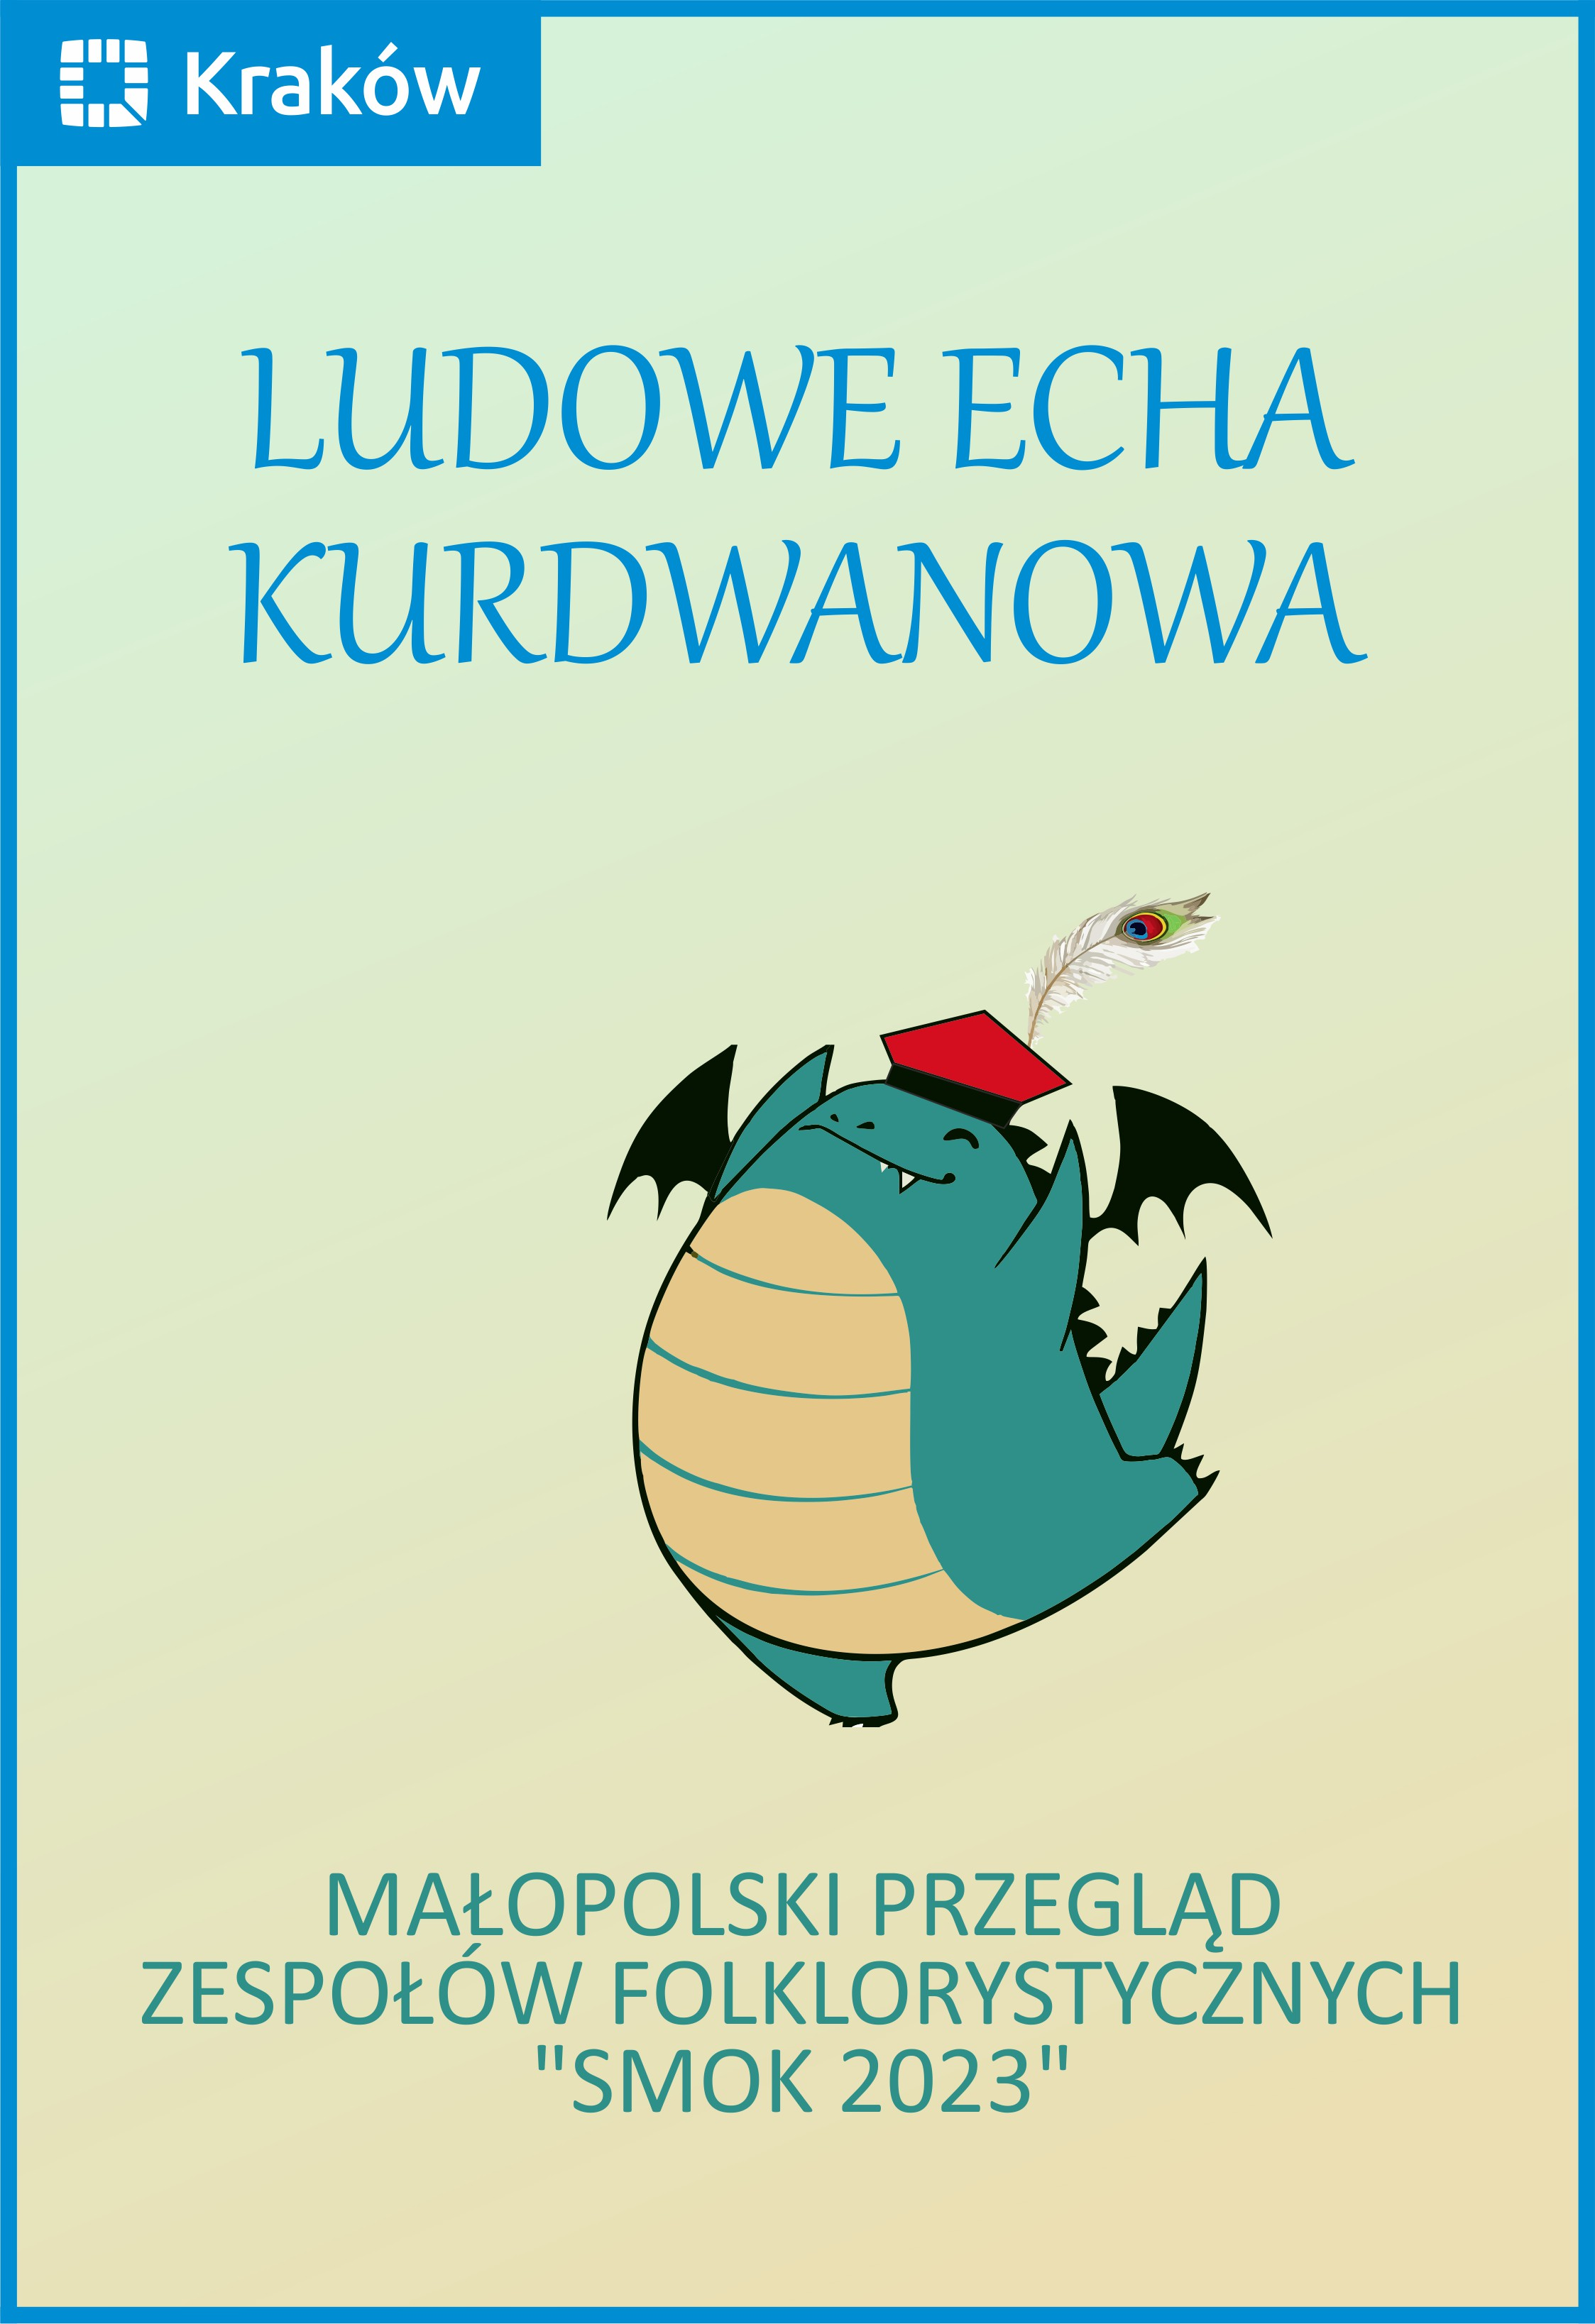 Kraków
LUDOWE ECHA
KURDWANOWA
MAŁOPOLSKI PRZEGLĄD
ZESPOŁÓW FOLKLORYSTYCZNYCH
"SMOK 2023"